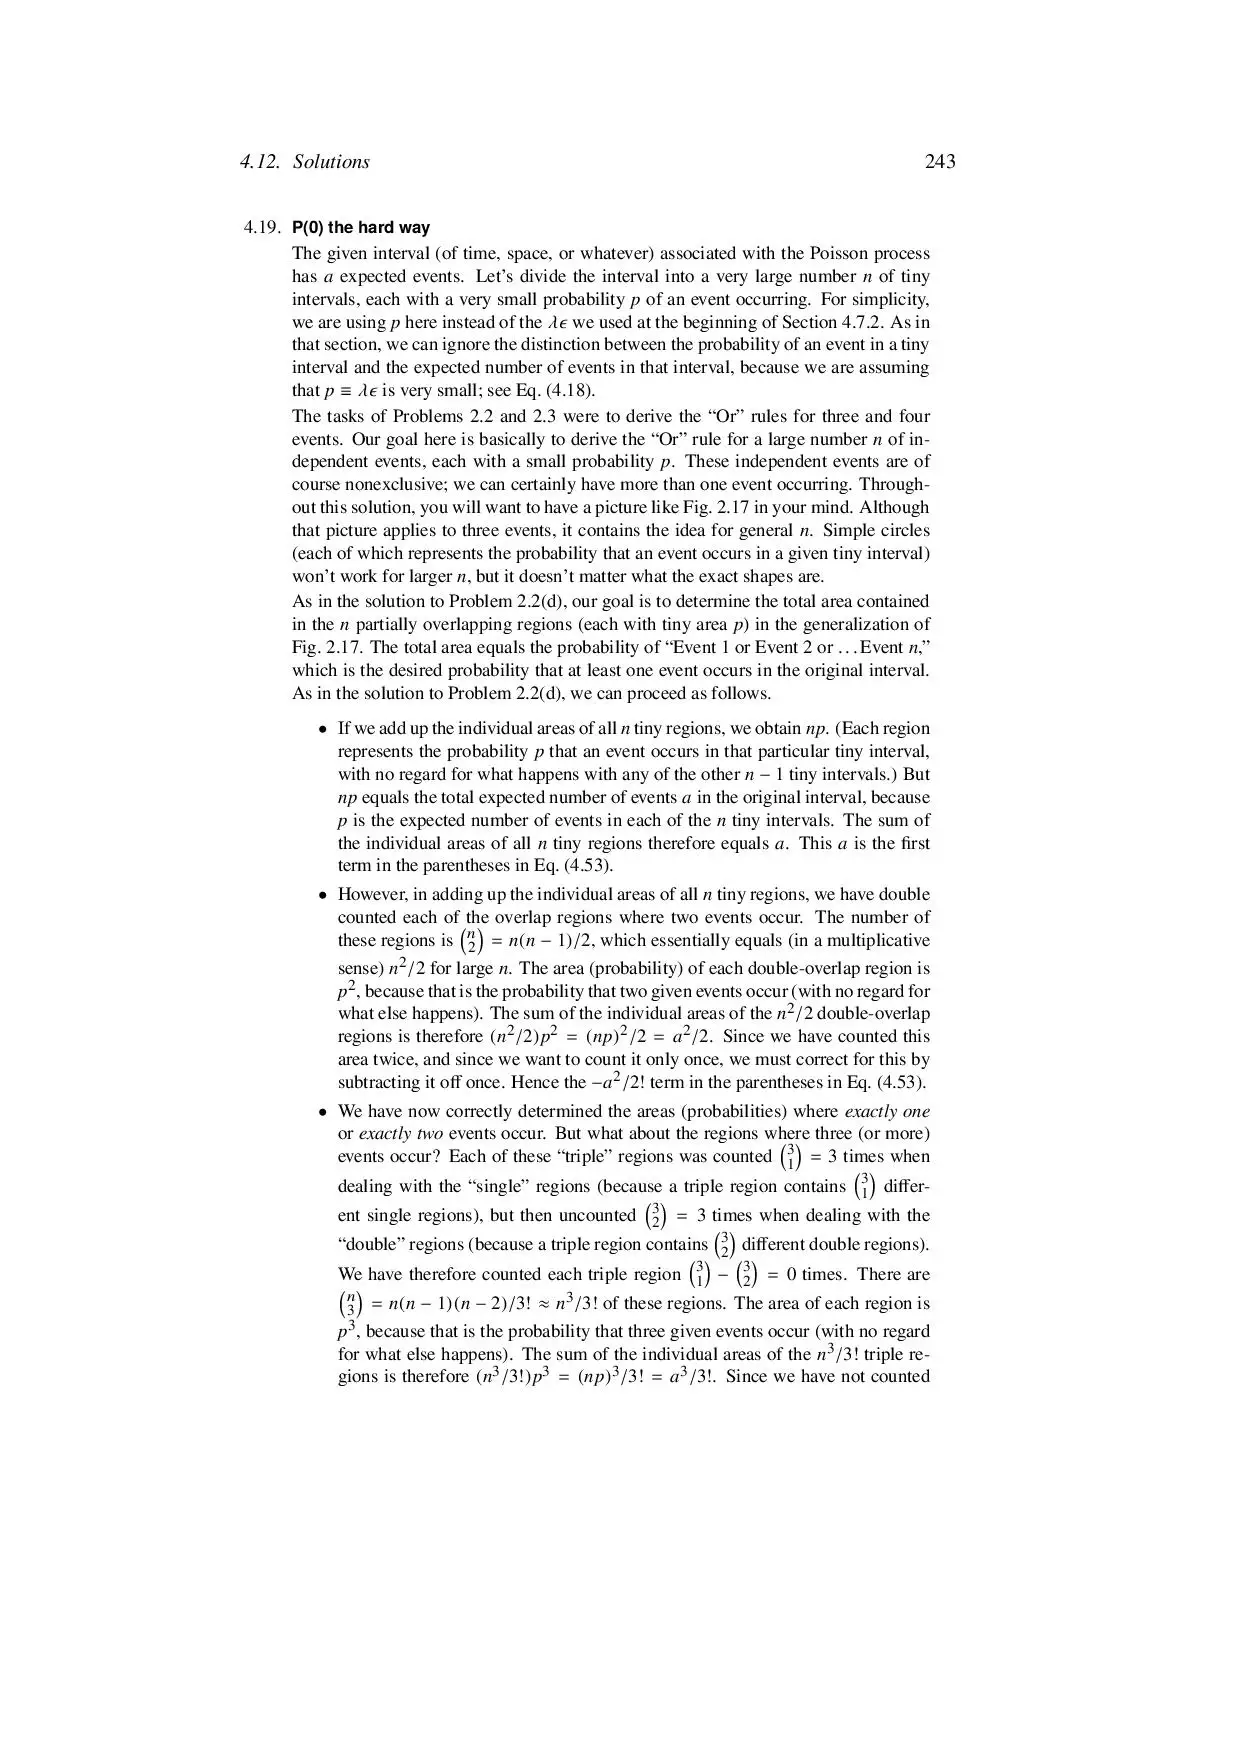 4.12. Solutions 243
4.19. P(0) the hard way
The given interval (of time, space, or whatever) associated with the Poisson process
has a expected events. Let's divide the interval into a very large number n of tiny
intervals, each with a very small probability p of an event occurring. For simplicity,
we are using p here instead of the λϵ we used at the beginning of Section 4.7.2. As in
that section, we can ignore the distinction between the probability of an event in a tiny
interval and the expected number of events in that interval, because we are assuming
that p ≡ λϵ is very small; see Eq. (4.18).
The tasks of Problems 2.2 and 2.3 were to derive the “Or” rules for three and four
events. Our goal here is basically to derive the “Or” rule for a large number n of in-
dependent events, each with a small probability p. These independent events are of
course nonexclusive; we can certainly have more than one event occurring. Through-
out this solution, you will want to have a picture like Fig. 2.17 in your mind. Although
that picture applies to three events, it contains the idea for general n. Simple circles
(each of which represents the probability that an event occurs in a given tiny interval)
won't work for larger n, but it doesn't matter what the exact shapes are.
As in the solution to Problem 2.2(d), our goal is to determine the total area contained
in the n partially overlapping regions (each with tiny area p) in the generalization of
Fig. 2.17. The total area equals the probability of “Event 1 or Event 2 or ...Event n,”
which is the desired probability that at least one event occurs in the original interval.
As in the solution to Problem 2.2(d), we can proceed as follows.
• If we add up the individual areas of all n tiny regions, we obtain np. (Each region
represents the probability p that an event occurs in that particular tiny interval,
with no regard for what happens with any of the other n − 1 tiny intervals.) But
np equals the total expected number of events a in the original interval, because
p is the expected number of events in each of the n tiny intervals. The sum of
the individual areas of all n tiny regions therefore equals a. This a is the first
term in the parentheses in Eq. (4.53).
• However, in adding up the individual areas of all n tiny regions, we have double
counted each of the overlap regions where two events occur. The number of
these regions is (n 2) = n(n − 1)/2, which essentially equals (in a multiplicative
sense) n²/2 for large n. The area (probability) of each double-overlap region is
p², because that is the probability that two given events occur (with no regard for
what else happens). The sum of the individual areas of the n²/2 double-overlap
regions is therefore (n²/2)p² = (np)²/2 = a²/2. Since we have counted this
area twice, and since we want to count it only once, we must correct for this by
subtracting it off once. Hence the −a²/2! term in the parentheses in Eq. (4.53).
• We have now correctly determined the areas (probabilities) where exactly one
or exactly two events occur. But what about the regions where three (or more)
events occur? Each of these “triple” regions was counted (3 1) = 3 times when
dealing with the “single” regions (because a triple region contains (3 1) differ-
ent single regions), but then uncounted (3 2) = 3 times when dealing with the
“double” regions (because a triple region contains (3 2) different double regions).
We have therefore counted each triple region (3 1) − (3 2) = 0 times. There are
(n 3) = n(n − 1)(n − 2)/3! ≈ n³/3! of these regions. The area of each region is
p³, because that is the probability that three given events occur (with no regard
for what else happens). The sum of the individual areas of the n³/3! triple re-
gions is therefore (n³/3!)p³ = (np)³/3! = a³/3!. Since we have not counted